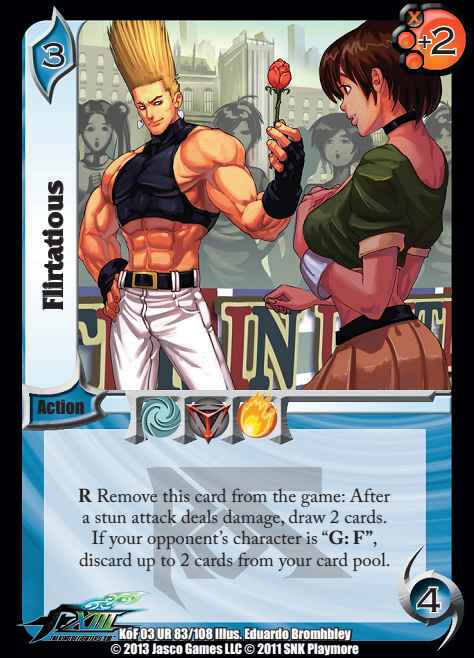 3
X
+2
Flirtatious
Action
R Remove this card from the game: After
a stun attack deals damage, draw 2 cards.
If your opponent's character is “G: F”,
discard up to 2 cards from your card pool.
4
XIII
KoF 03 UR 83/108 Illus. Eduardo Bromhbley
© 2013 Jasco Games LLC © 2011 SNK Playmore